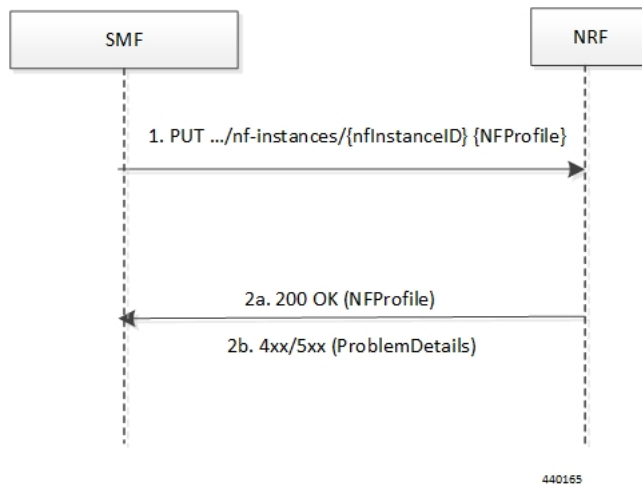 SMF
NRF
1. PUT .../nf-instances/{nfInstanceID} {NFProfile}
2a. 200 OK (NFProfile)
2b. 4xx/5xx (ProblemDetails)
440165